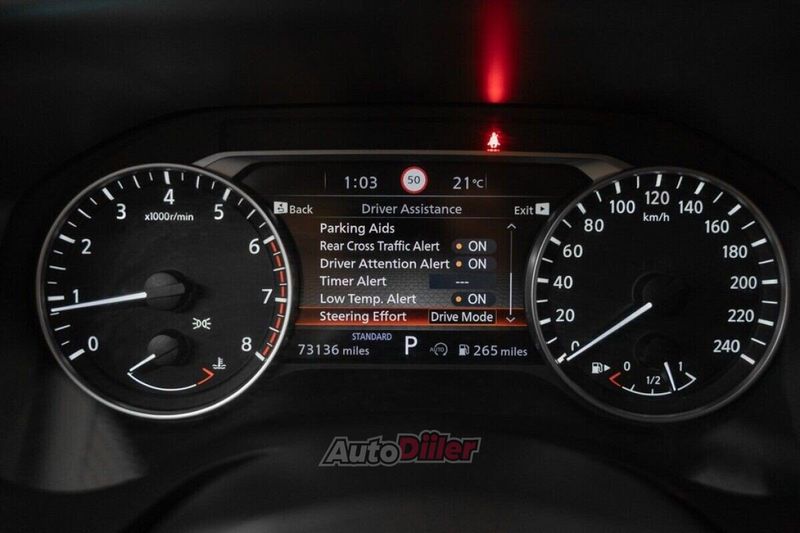 1:03 50 21°C
Back Driver Assistance Exit
Parking Aids
Rear Cross Traffic Alert ON
Driver Attention Alert ON
Timer Alert ---
Low Temp. Alert ON
Steering Effort Drive Mode
STANDARD
73136 miles P AUTO 265 miles
0 1 2 3 4 5 6 7 8
x1000r/min
0 20 40 60 80 100 120 140 160 180 200 220 240
km/h
0 1/2 1
AutoDiiler